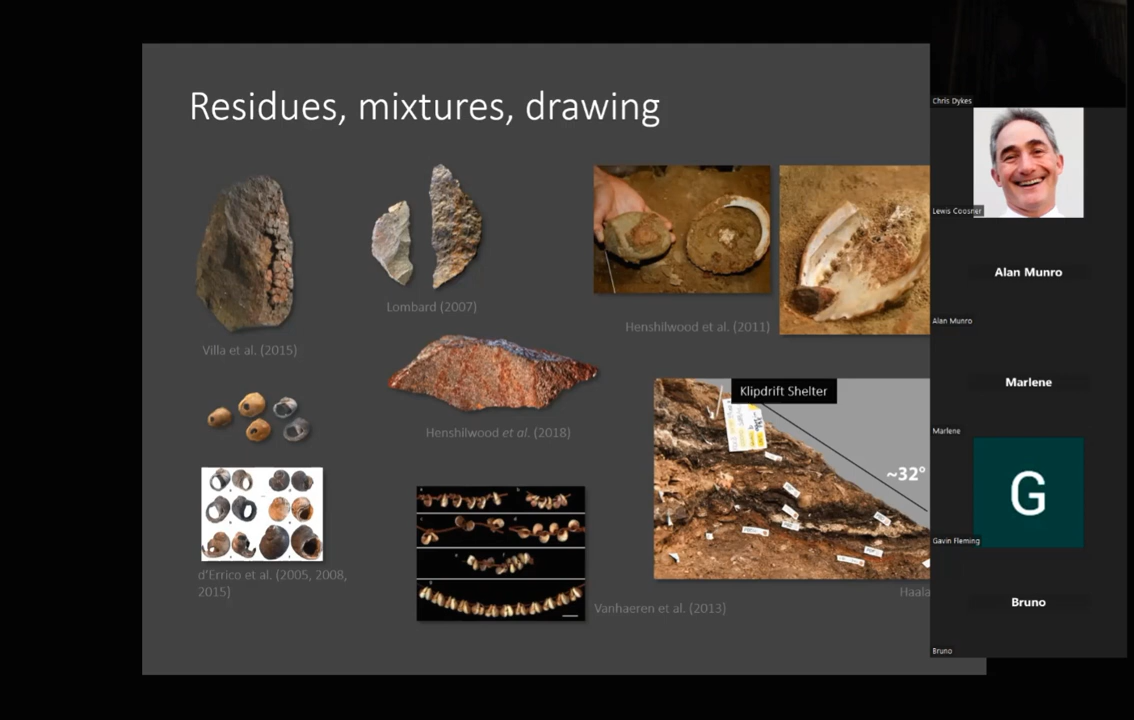 Residues, mixtures, drawing
Villa et al. (2015)
Lombard (2007)
Henshilwood et al. (2011)
Henshilwood et al. (2018)
Klipdrift Shelter
~32°
d'Errico et al. (2005, 2008,
2015)
Vanhaeren et al. (2013)
Haala
Chris Dykes
Lewis Coosner
Alan Munro
Alan Munro
Marlene
Marlene
G
Gavin Fleming
Bruno
Bruno